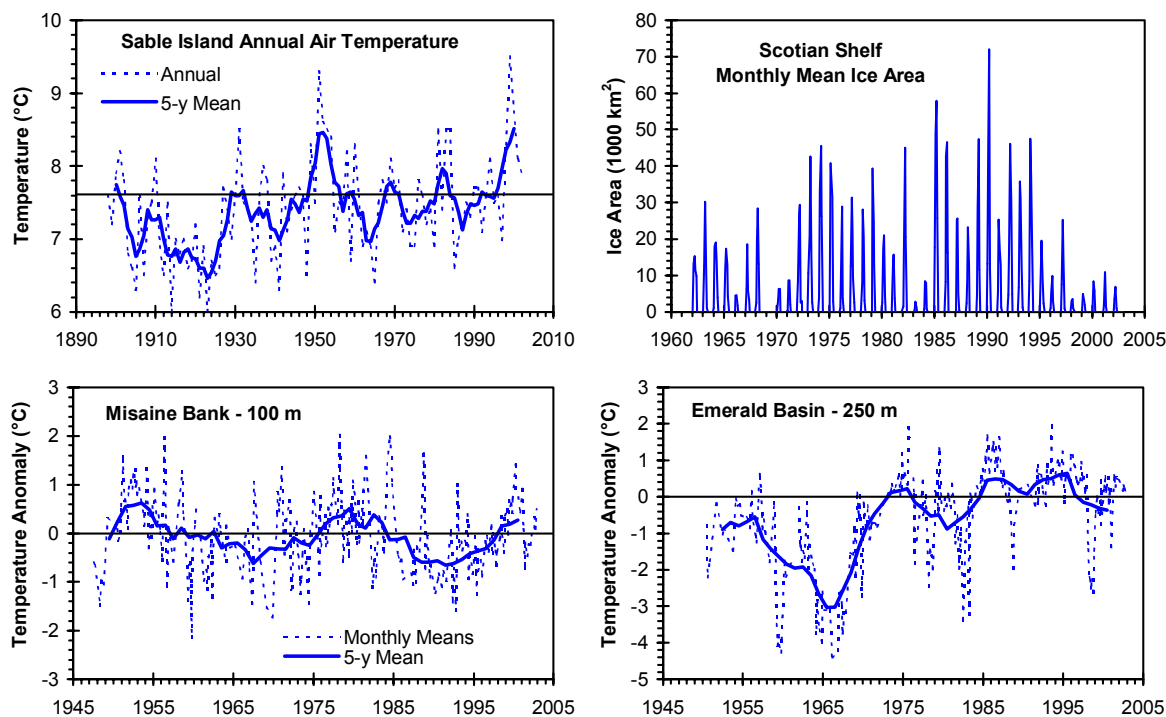 Sable Island Annual Air Temperature
Annual
5-y Mean
Temperature (°C)
10
9
8
7
6
1890 1910 1930 1950 1970 1990 2010
Scotian Shelf
Monthly Mean Ice Area
Ice Area (1000 km²)
80
70
60
50
40
30
20
10
0
1960 1965 1970 1975 1980 1985 1990 1995 2000 2005
Misaine Bank - 100 m
Temperature Anomaly (°C)
3
2
1
0
-1
-2
-3
Monthly Means
5-y Mean
1945 1955 1965 1975 1985 1995 2005
Emerald Basin - 250 m
Temperature Anomaly (°C)
3
2
1
0
-1
-2
-3
-4
-5
1945 1955 1965 1975 1985 1995 2005